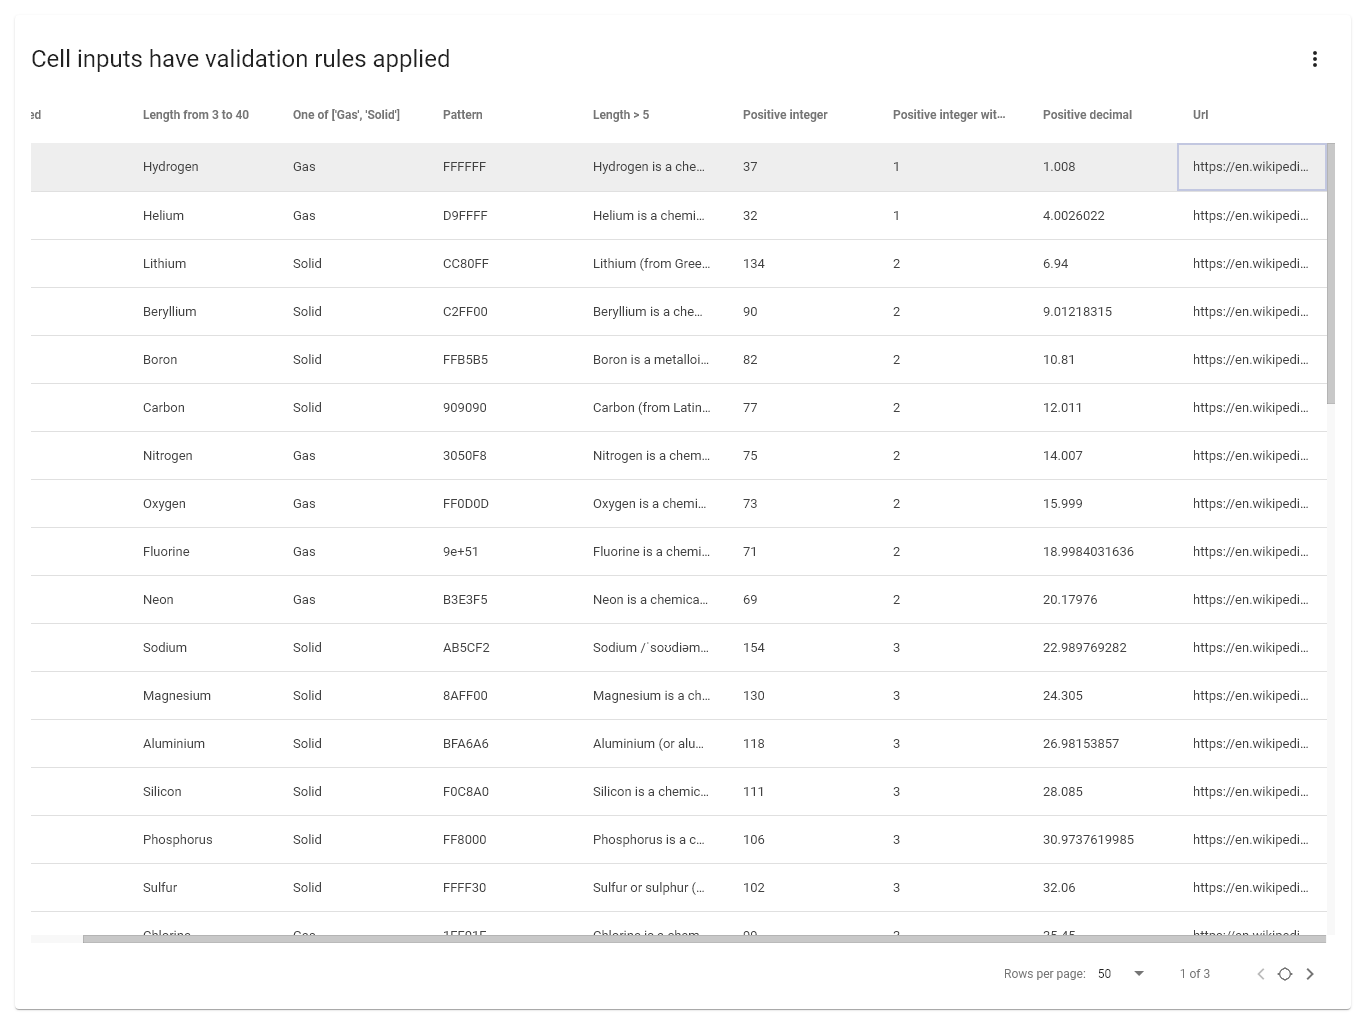 Cell inputs have validation rules applied
ed Length from 3 to 40 One of ['Gas', 'Solid'] Pattern Length > 5 Positive integer Positive integer wit... Positive decimal Url
Hydrogen Gas FFFFFF Hydrogen is a che... 37 1 1.008 https://en.wikipedi...
Helium Gas D9FFFF Helium is a chemi... 32 1 4.0026022 https://en.wikipedi...
Lithium Solid CC80FF Lithium (from Gree... 134 2 6.94 https://en.wikipedi...
Beryllium Solid C2FF00 Beryllium is a che... 90 2 9.01218315 https://en.wikipedi...
Boron Solid FFB5B5 Boron is a metalloi... 82 2 10.81 https://en.wikipedi...
Carbon Solid 909090 Carbon (from Latin... 77 2 12.011 https://en.wikipedi...
Nitrogen Gas 3050F8 Nitrogen is a chem... 75 2 14.007 https://en.wikipedi...
Oxygen Gas FF0D0D Oxygen is a chemi... 73 2 15.999 https://en.wikipedi...
Fluorine Gas 9e+51 Fluorine is a chemi... 71 2 18.9984031636 https://en.wikipedi...
Neon Gas B3E3F5 Neon is a chemica... 69 2 20.17976 https://en.wikipedi...
Sodium Solid AB5CF2 Sodium /ˈsoʊdiəm... 154 3 22.989769282 https://en.wikipedi...
Magnesium Solid 8AFF00 Magnesium is a ch... 130 3 24.305 https://en.wikipedi...
Aluminium Solid BFA6A6 Aluminium (or alu... 118 3 26.98153857 https://en.wikipedi...
Silicon Solid F0C8A0 Silicon is a chemic... 111 3 28.085 https://en.wikipedi...
Phosphorus Solid FF8000 Phosphorus is a c... 106 3 30.9737619985 https://en.wikipedi...
Sulfur Solid FFFF30 Sulfur or sulphur (... 102 3 32.06 https://en.wikipedi...
Chlorine Gas Chlorine is a chem... 99 3 35.45 https://en.wikipedi...
Rows per page: 50 1 of 3